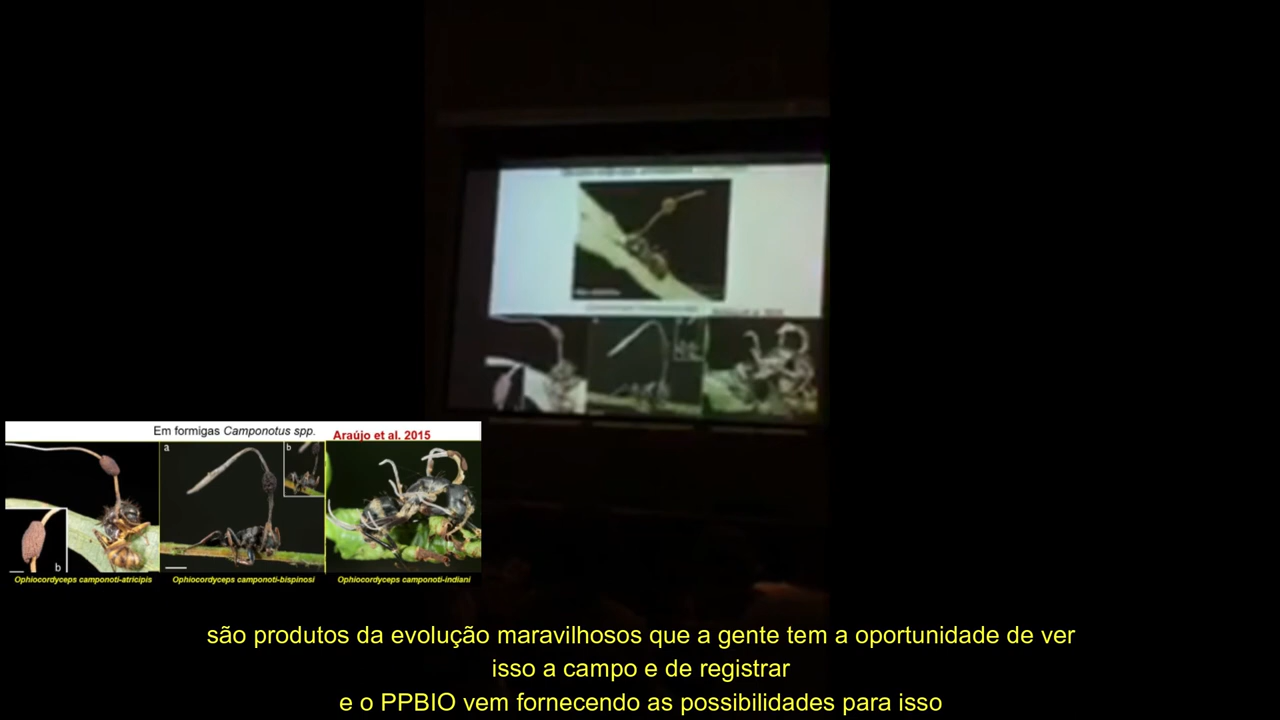 Em formigas Camponotus spp.
Araújo et al. 2015
a
b
b
Ophiocordyceps camponoti-atricipis
Ophiocordyceps camponoti-bispinosi
Ophiocordyceps camponoti-indiani
são produtos da evolução maravilhosos que a gente tem a oportunidade de ver
isso a campo e de registrar
e o PPBIO vem fornecendo as possibilidades para isso